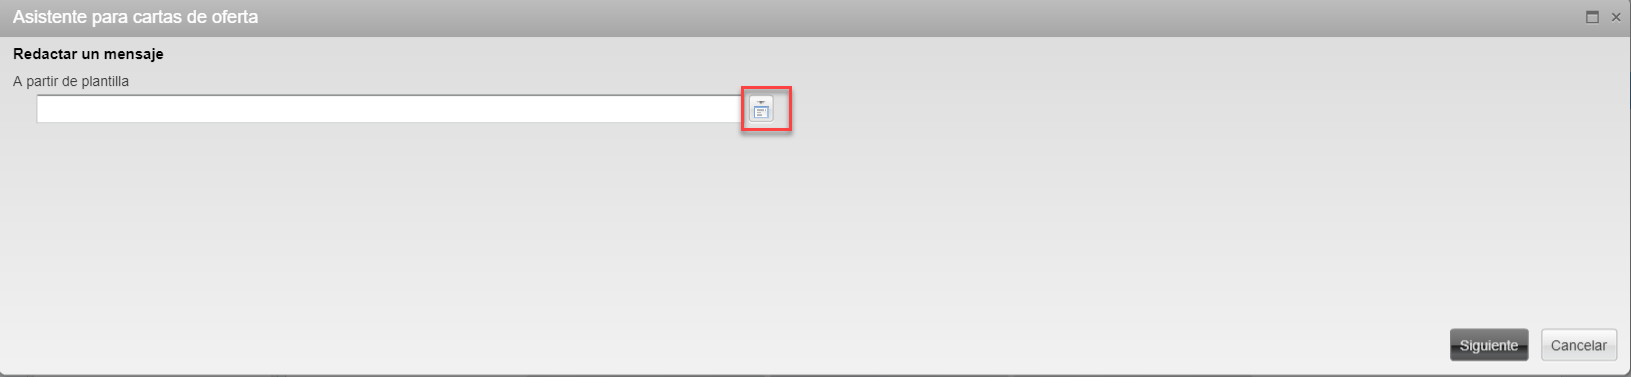 Asistente para cartas de oferta
Redactar un mensaje
A partir de plantilla
Siguiente
Cancelar